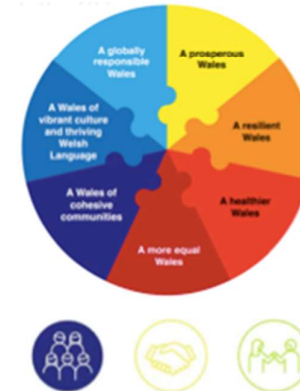 A globally
responsible
Wales
A prosperous
Wales
A resilient
Wales
A healthier
Wales
A more equal
Wales
A Wales of
cohesive
communities
A Wales of
vibrant culture
and thriving
Welsh
Language